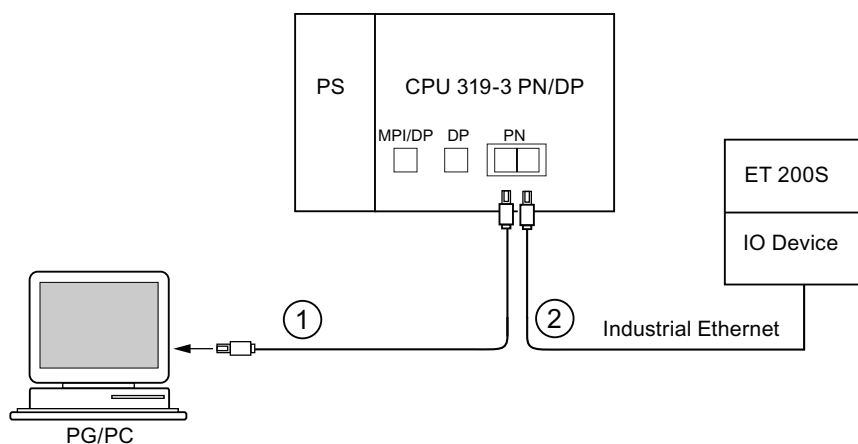 PS
CPU 319-3 PN/DP
MPI/DP DP PN
ET 200S
IO Device
1
2
Industrial Ethernet
PG/PC